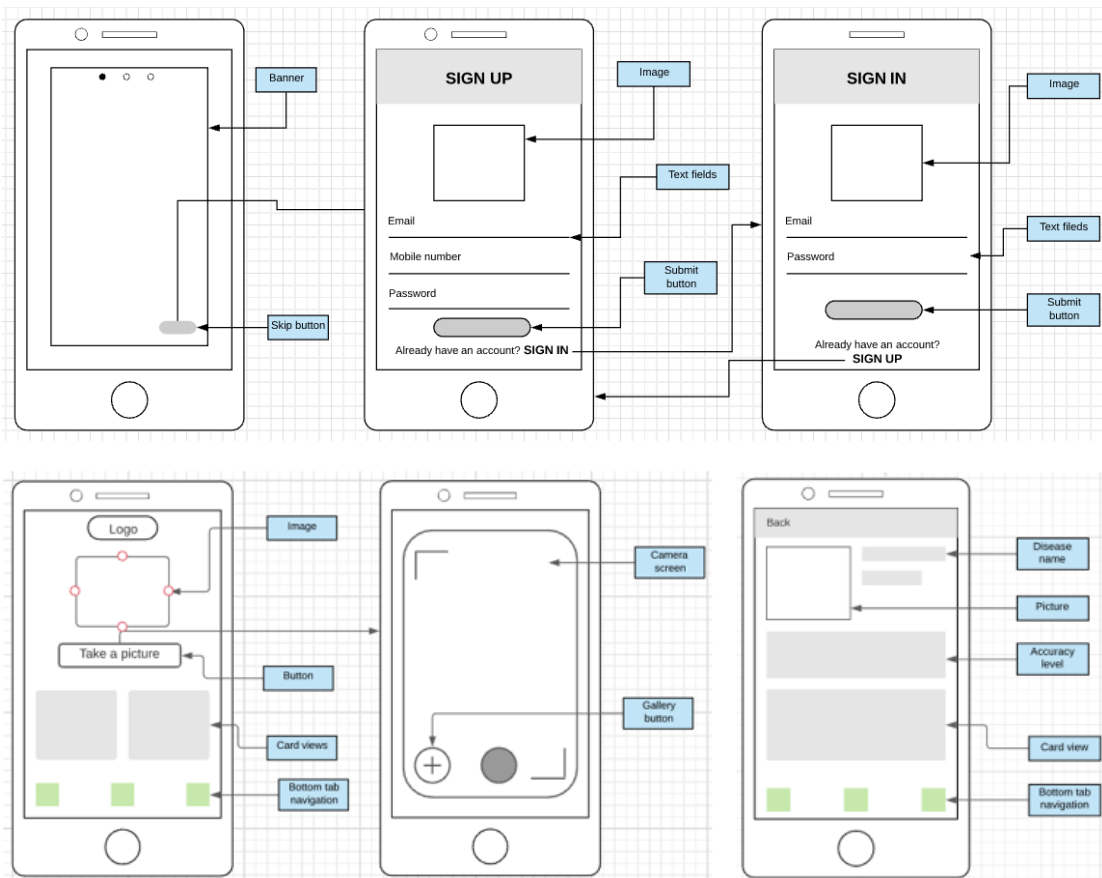 Banner
Skip button
SIGN UP
Image
Text fields
Email
Mobile number
Password
Submit
button
Already have an account? SIGN IN
SIGN IN
Image
Email
Text fileds
Password
Submit
button
Already have an account?
SIGN UP
Logo
Image
Take a picture
Button
Card views
Bottom tab
navigation
Camera
screen
Gallery
button
Back
Disease
name
Picture
Accuracy
level
Card view
Bottom tab
navigation